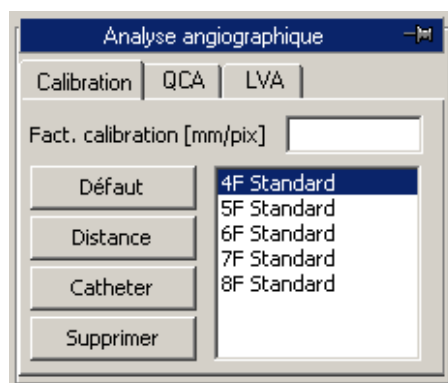 Analyse angiographique
Calibration QCA LVA
Fact. calibration [mm/pix]
Défaut
Distance
Catheter
Supprimer
4F Standard
5F Standard
6F Standard
7F Standard
8F Standard